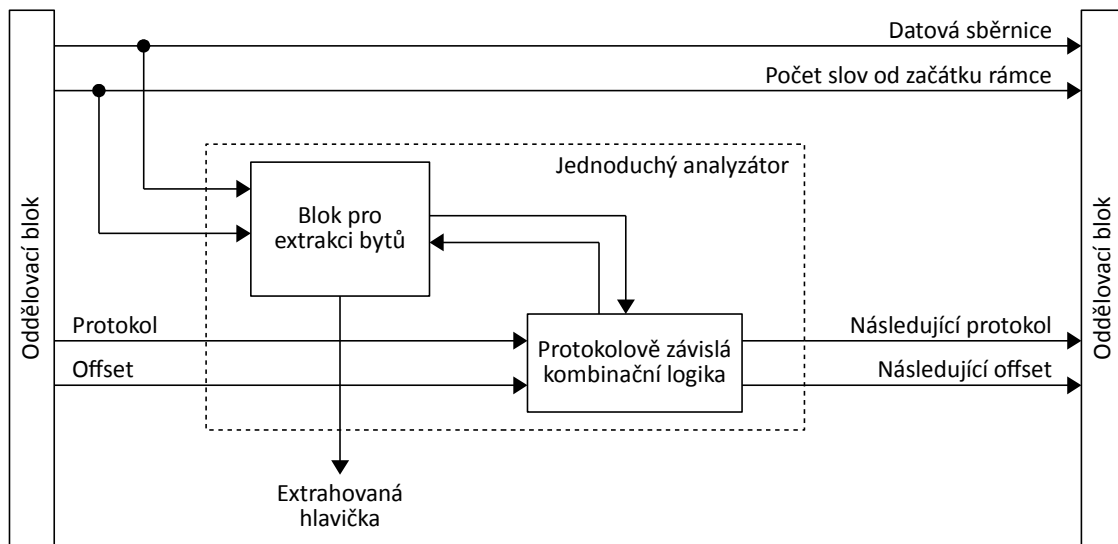 Oddělovací blok
Datová sběrnice
Počet slov od začátku rámce
Jednoduchý analyzátor
Blok pro
extrakci bytů
Protokol
Offset
Protokolově závislá
kombinační logika
Následující protokol
Následující offset
Extrahovaná
hlavička
Oddělovací blok